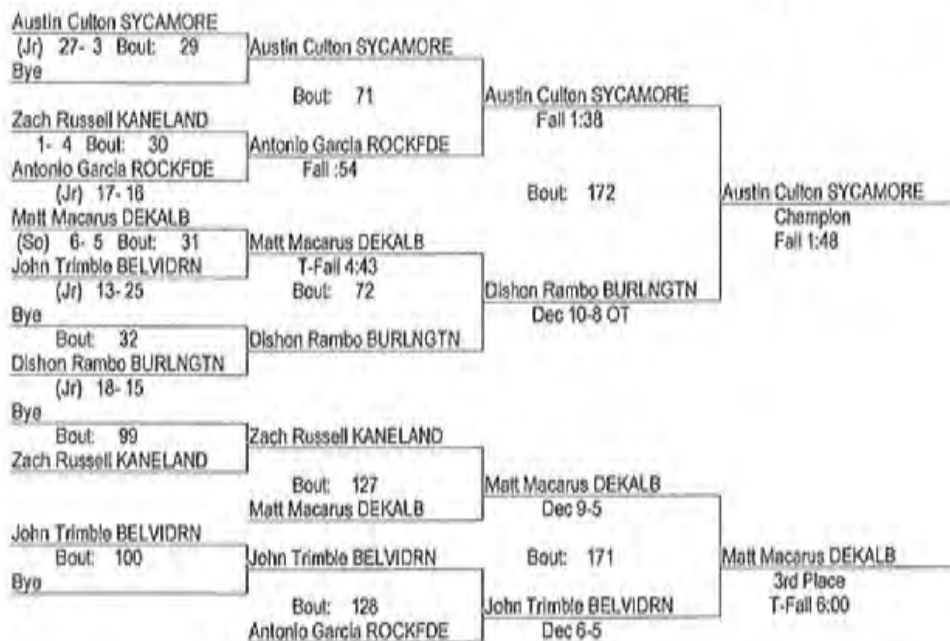 Austin Culton SYCAMORE
(Jr) 27- 3 Bout: 29
Bye
Austin Culton SYCAMORE
Bout: 71
Zach Russell KANELAND
1- 4 Bout: 30
Antonio Garcia ROCKFDE
(Jr) 17- 16
Antonio Garcia ROCKFDE
Fall :54
Austin Culton SYCAMORE
Fall 1:38
Bout: 172
Austin Culton SYCAMORE
Champion
Fall 1:48
Matt Macarus DEKALB
(So) 6- 5 Bout: 31
John Trimble BELVIDRN
(Jr) 13- 25
Matt Macarus DEKALB
T-Fall 4:43
Bout: 72
Bye
Bout: 32
Dishon Rambo BURLNGTN
(Jr) 18- 15
Dishon Rambo BURLNGTN
Dishon Rambo BURLNGTN
Dec 10-8 OT
Bye
Bout: 99
Zach Russell KANELAND
Zach Russell KANELAND
Bout: 127
Matt Macarus DEKALB
Matt Macarus DEKALB
Dec 9-5
Bout: 171
John Trimble BELVIDRN
Bout: 100
Bye
John Trimble BELVIDRN
Bout: 128
Antonio Garcia ROCKFDE
John Trimble BELVIDRN
Dec 6-5
Matt Macarus DEKALB
3rd Place
T-Fall 6:00